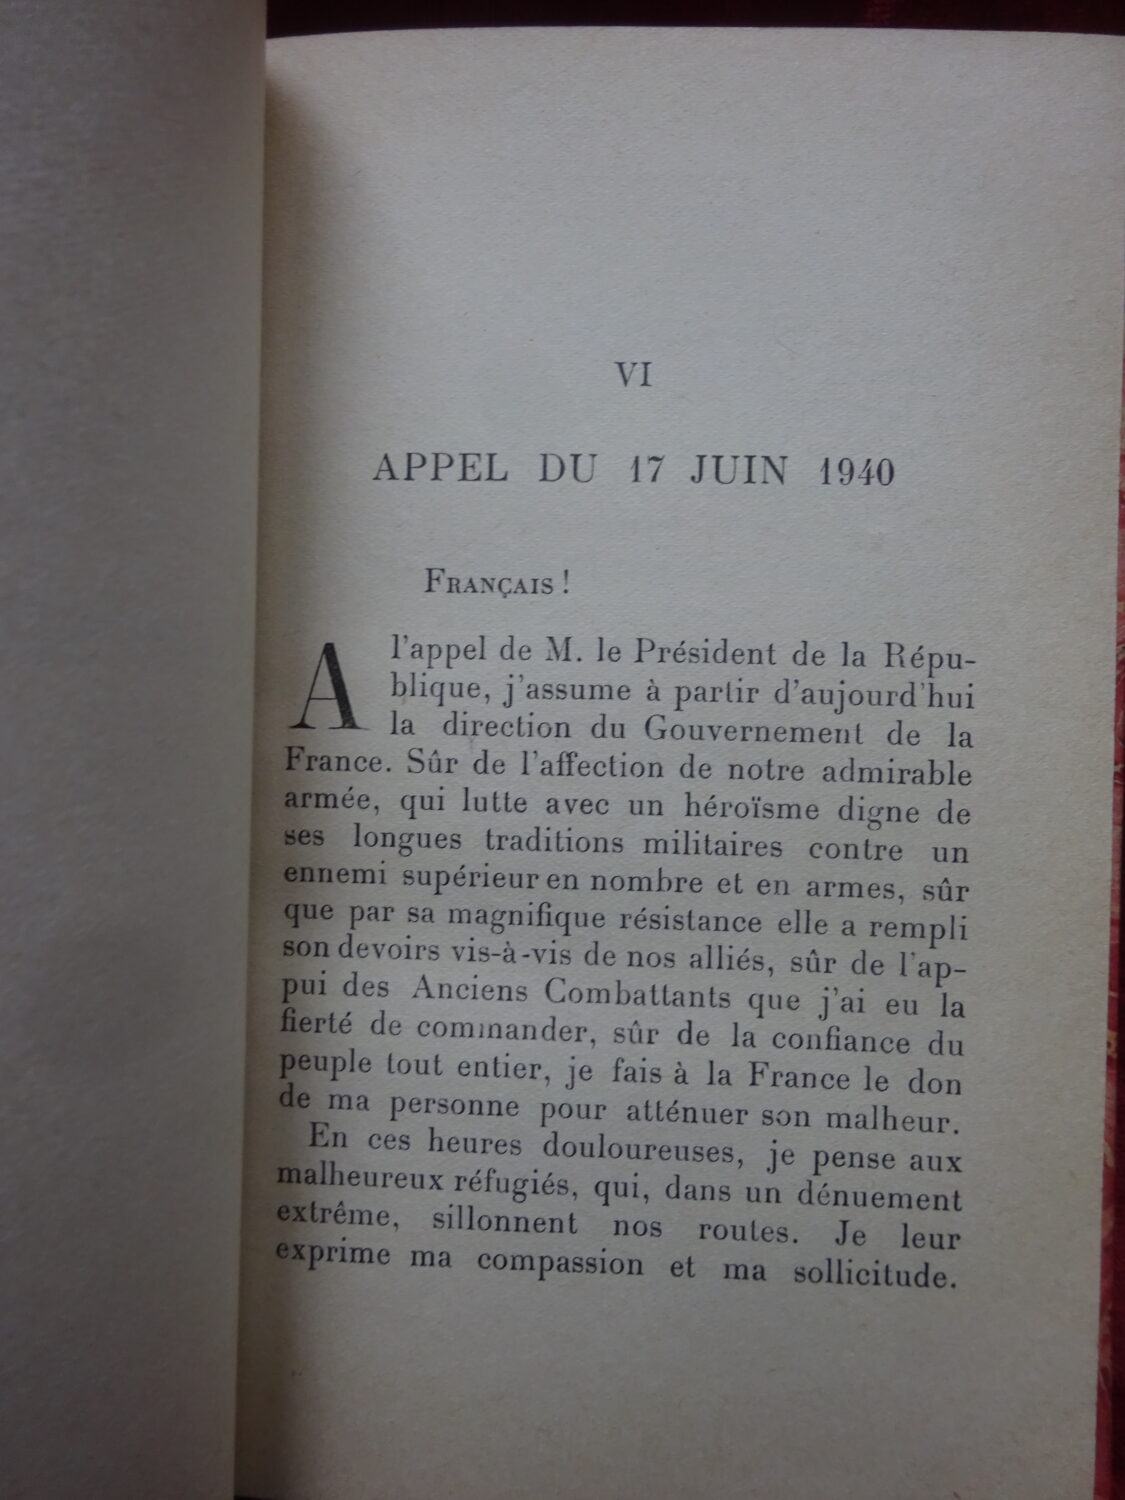 VI
APPEL DU 17 JUIN 1940
FRANÇAIS !
A l'appel de M. le Président de la Répu-
blique, j'assume à partir d'aujourd'hui
la direction du Gouvernement de la
France. Sûr de l'affection de notre admirable
armée, qui lutte avec un héroïsme digne de
ses longues traditions militaires contre un
ennemi supérieur en nombre et en armes, sûr
que par sa magnifique résistance elle a rempli
son devoirs vis-à-vis de nos alliés, sûr de l'ap-
pui des Anciens Combattants que j'ai eu la
fierté de commander, sûr de la confiance du
peuple tout entier, je fais à la France le don
de ma personne pour atténuer son malheur.
En ces heures douloureuses, je pense aux
malheureux réfugiés, qui, dans un dénuement
extrême, sillonnent nos routes. Je leur
exprime ma compassion et ma sollicitude.